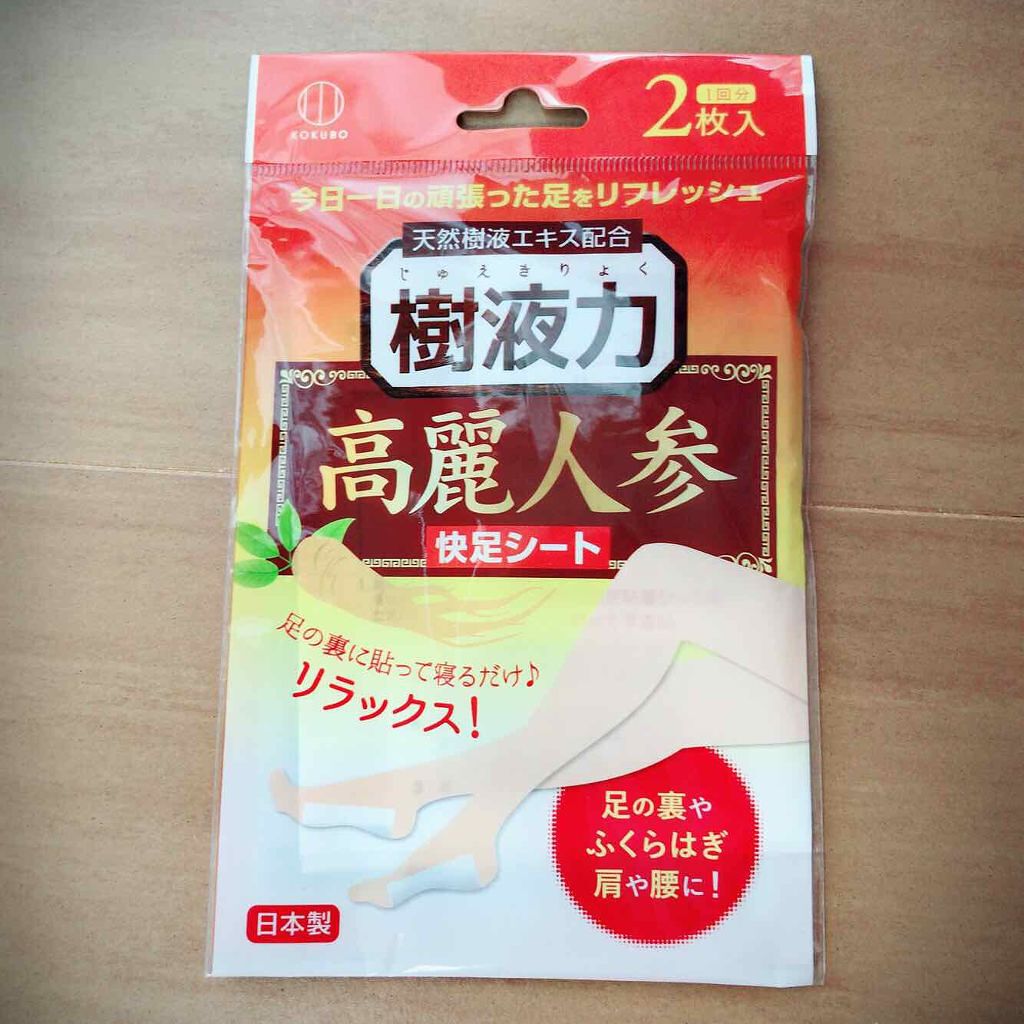 KOKUBO
2枚入
1回分
今日一日の頑張った足をリフレッシュ
天然樹液エキス配合
じゅえきりょく
樹液力
高麗人参
快足シート
足の裏に貼って寝るだけ♪
リラックス!
足の裏や
ふくらはぎ
肩や腰に!
日本製